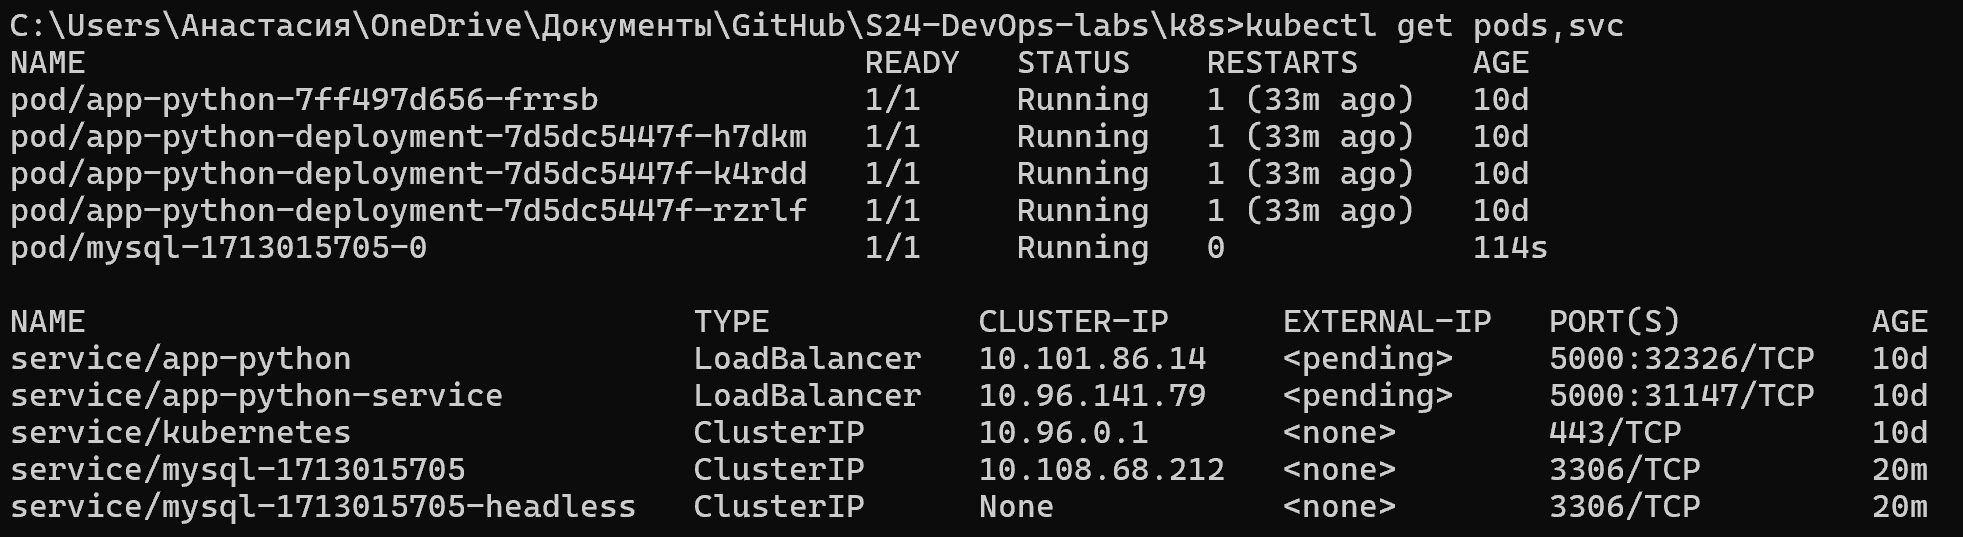 C:\Users\Анастасия\OneDrive\Документы\GitHub\S24-DevOps-labs\k8s>kubectl get pods,svc
NAME READY STATUS RESTARTS AGE
pod/app-python-7ff497d656-frrsb 1/1 Running 1 (33m ago) 10d
pod/app-python-deployment-7d5dc5447f-h7dkm 1/1 Running 1 (33m ago) 10d
pod/app-python-deployment-7d5dc5447f-k4rdd 1/1 Running 1 (33m ago) 10d
pod/app-python-deployment-7d5dc5447f-rzrlf 1/1 Running 1 (33m ago) 10d
pod/mysql-1713015705-0 1/1 Running 0 114s

NAME TYPE CLUSTER-IP EXTERNAL-IP PORT(S) AGE
service/app-python LoadBalancer 10.101.86.14 <pending> 5000:32326/TCP 10d
service/app-python-service LoadBalancer 10.96.141.79 <pending> 5000:31147/TCP 10d
service/kubernetes ClusterIP 10.96.0.1 <none> 443/TCP 10d
service/mysql-1713015705 ClusterIP 10.108.68.212 <none> 3306/TCP 20m
service/mysql-1713015705-headless ClusterIP None <none> 3306/TCP 20m